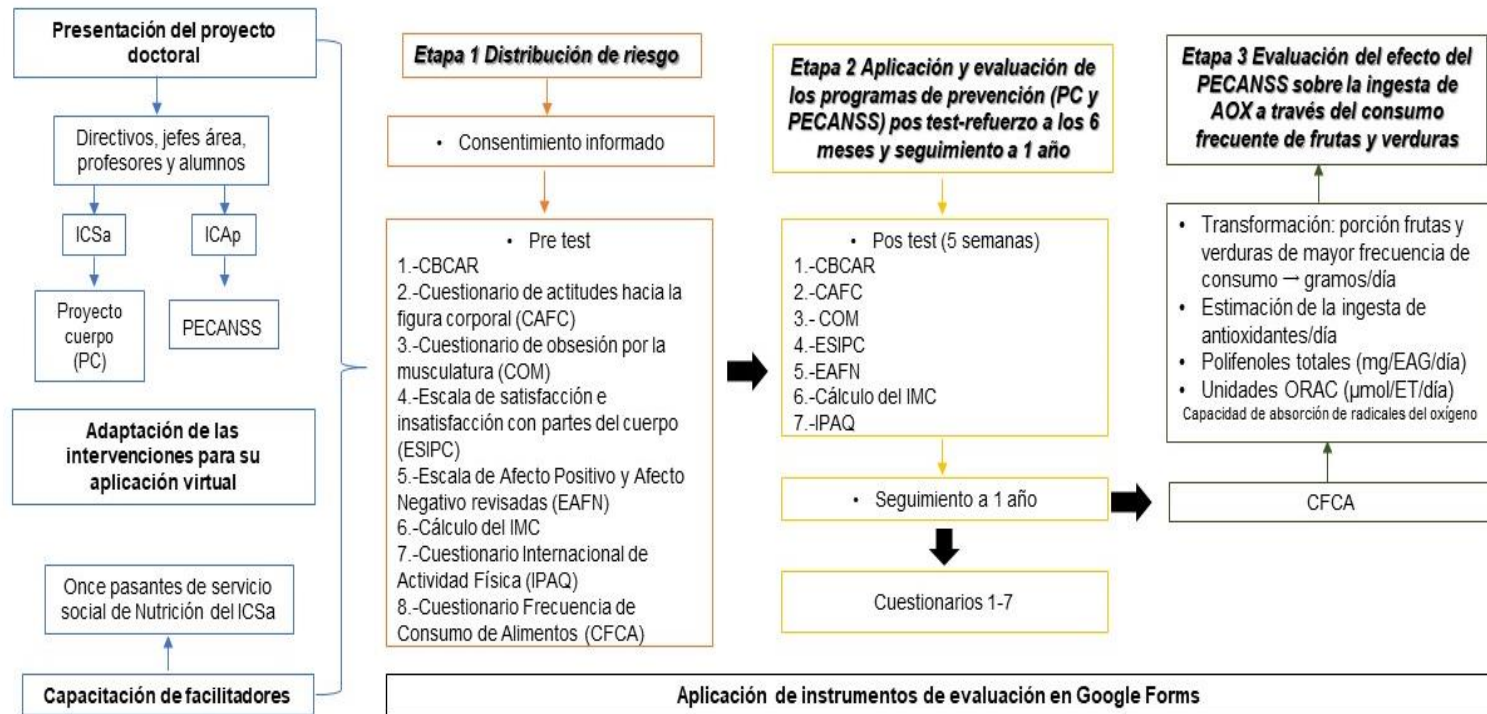 Presentación del proyecto
doctoral
Directivos, jefes área,
profesores y alumnos
ICSa
ICAp
Proyecto
cuerpo
(PC)
PECANSS
Adaptación de las
intervenciones para su
aplicación virtual
Once pasantes de servicio
social de Nutrición del ICSa
Capacitación de facilitadores
Etapa 1 Distribución de riesgo
• Consentimiento informado
• Pre test
1.-CBCAR
2.-Cuestionario de actitudes hacia la
figura corporal (CAFC)
3.-Cuestionario de obsesión por la
musculatura (COM)
4.-Escala de satisfacción e
insatisfacción con partes del cuerpo
(ESIPC)
5.-Escala de Afecto Positivo y Afecto
Negativo revisadas (EAFN)
6.-Cálculo del IMC
7.-Cuestionario Internacional de
Actividad Física (IPAQ)
8.-Cuestionario Frecuencia de
Consumo de Alimentos (CFCA)
Etapa 2 Aplicación y evaluación de
los programas de prevención (PC y
PECANSS) pos test-refuerzo a los 6
meses y seguimiento a 1 año
• Pos test (5 semanas)
1.-CBCAR
2.-CAFC
3.- COM
4.-ESIPC
5.-EAFN
6.-Cálculo del IMC
7.-IPAQ
• Seguimiento a 1 año
Cuestionarios 1-7
Etapa 3 Evaluación del efecto del
PECANSS sobre la ingesta de
AOX a través del consumo
frecuente de frutas y verduras
• Transformación: porción frutas y
verduras de mayor frecuencia de
consumo → gramos/día
• Estimación de la ingesta de
antioxidantes/día
• Polifenoles totales (mg/EAG/día)
• Unidades ORAC (µmol/ET/día)
Capacidad de absorción de radicales del oxígeno
CFCA
Aplicación de instrumentos de evaluación en Google Forms